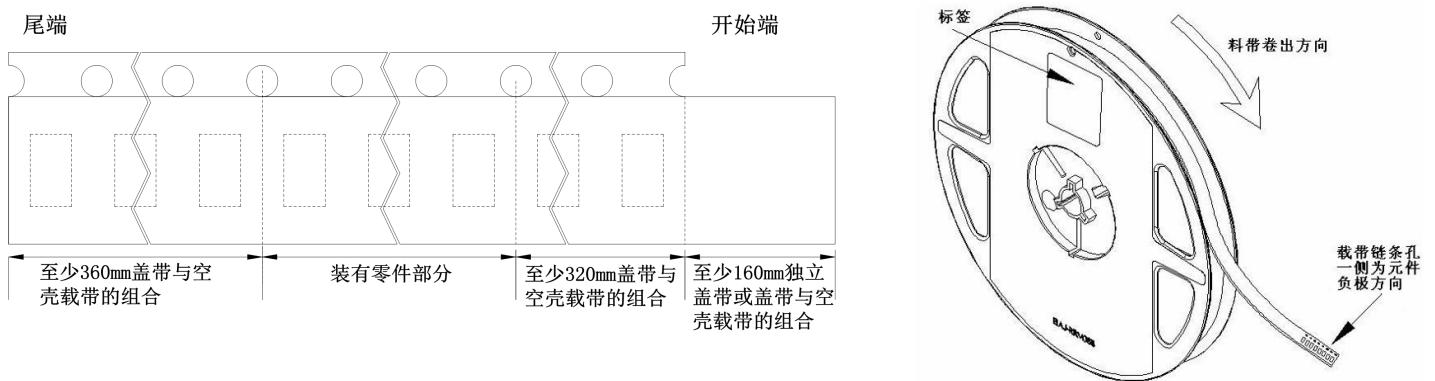 尾端
开始端
至少360mm盖带与空
壳载带的组合
装有零件部分
至少320mm盖带与
空壳载带的组合
至少160mm独立
盖带或盖带与空
壳载带的组合
标签
料带卷出方向
载带链条孔
一侧为元件
负极方向